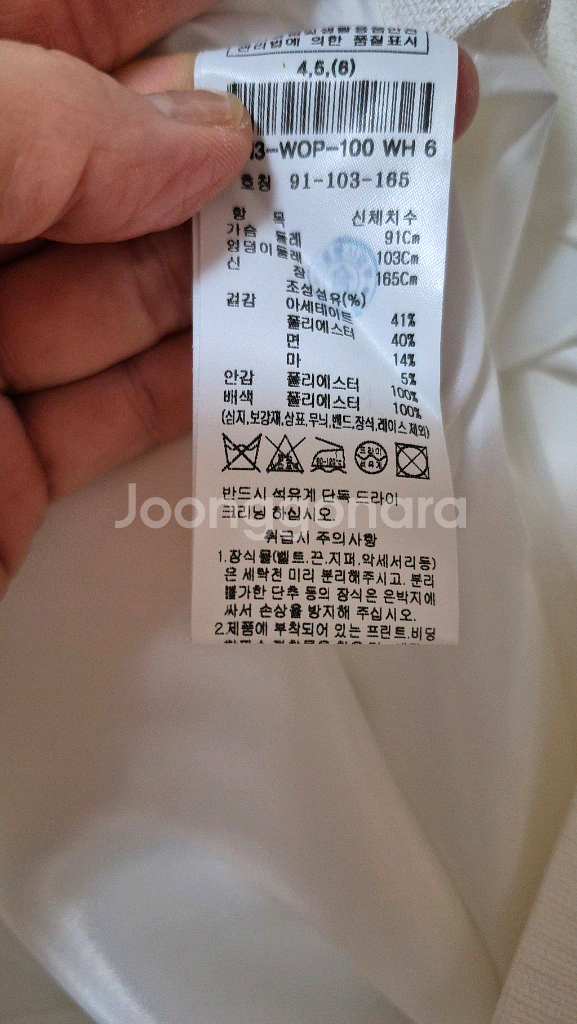 관리법에 의한 품질표시
4,5,(6)
3-WOP-100 WH 6
호칭 91-103-165
항 목 신체치수
가슴 둘레 91Cm
엉덩이둘레 103Cm
신 장 165Cm
조성섬유(%)
겉감 아세테이트 41%
폴리에스터 40%
면 14%
마 5%
안감 폴리에스터 100%
배색 폴리에스터 100%
(심지,보강재,상표,무늬,밴드,장식,레이스 제외)
80-120℃ 드라이
석유계
반드시 석유계 단독 드라이
크리닝 하십시오.
Joonggonara
취급시 주의사항
1.장식물(벨트.끈.지퍼.악세서리등)
은 세탁전 미리 분리해주시고. 분리
불가한 단추 등의 장식은 은박지에
싸서 손상을 방지해 주십시오.
2.제품에 부착되어 있는 프린트.비딩